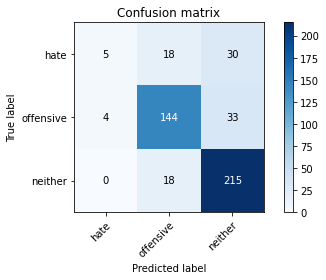 Confusion matrix
True label
hate 5 18 30
offensive 4 144 33
neither 0 18 215
hate offensive neither
Predicted label
200
175
150
125
100
75
50
25
0